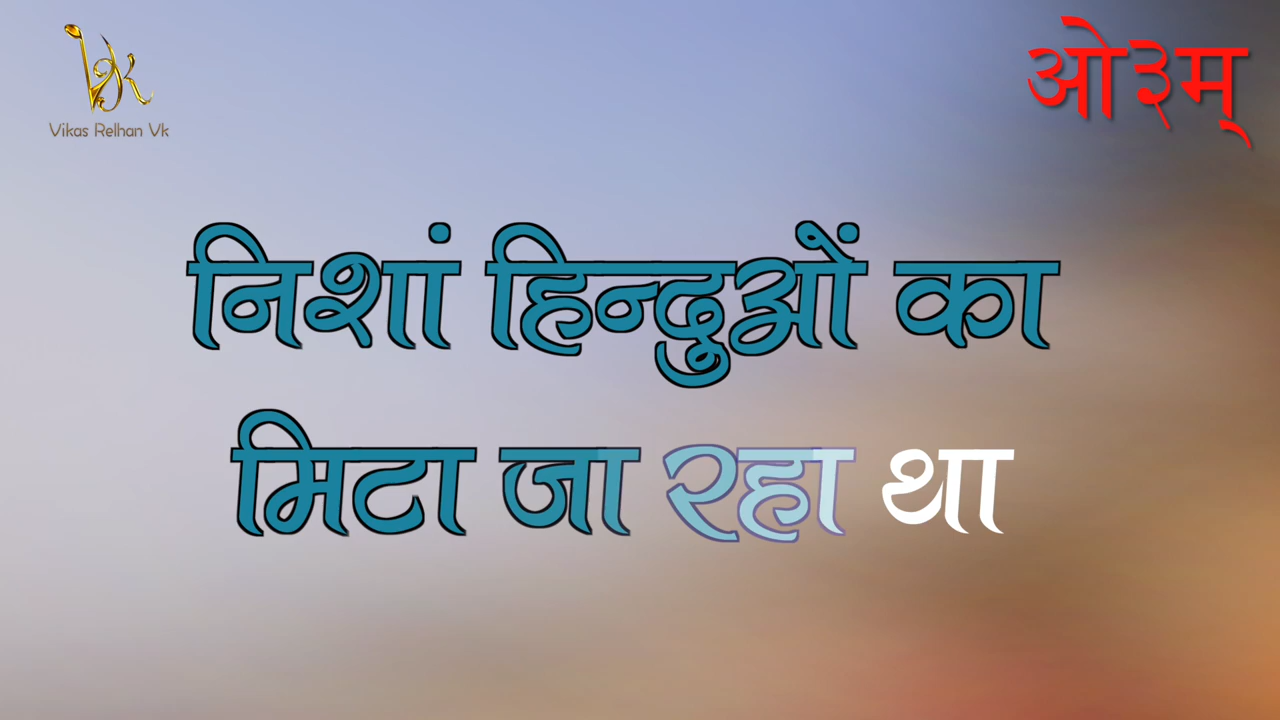 Vikas Relhan Vk
ओ३म्
निशां हिन्दुओं का
मिटा जा रहा था